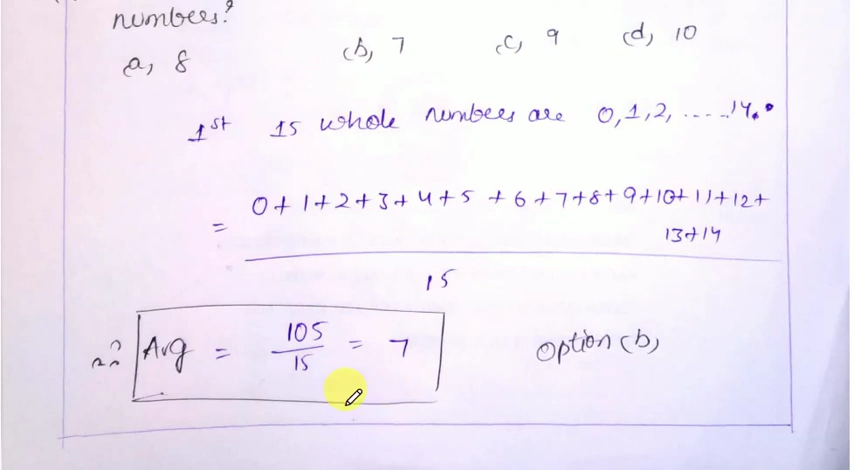 numbers?
(a, 8 (b, 7 (c, 9 (d, 10
1st 15 whole numbers are 0,1,2, ..... 14.
= 0+1+2+3+4+5+6+7+8+9+10+11+12+
13+14
15
Avg = 105/15 = 7 option (b,